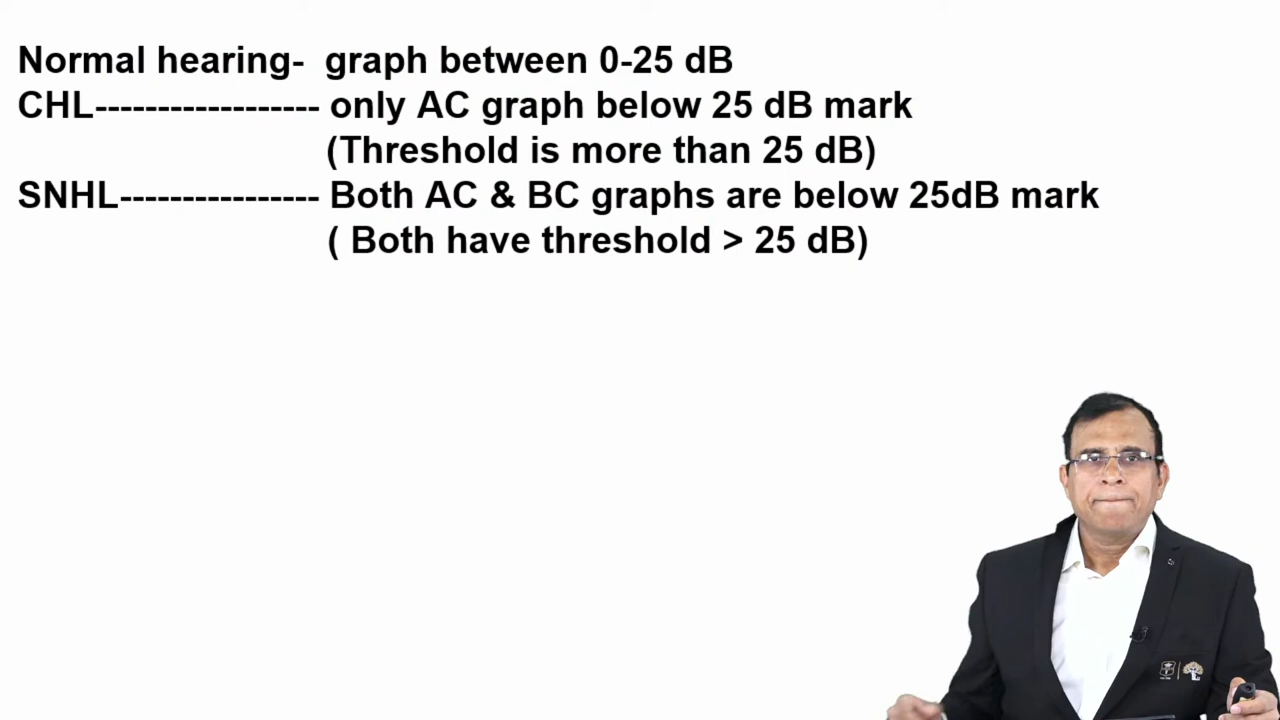 Normal hearing-  graph between 0-25 dB
CHL------------------ only AC graph below 25 dB mark
(Threshold is more than 25 dB)
SNHL---------------- Both AC & BC graphs are below 25dB mark
( Both have threshold > 25 dB)